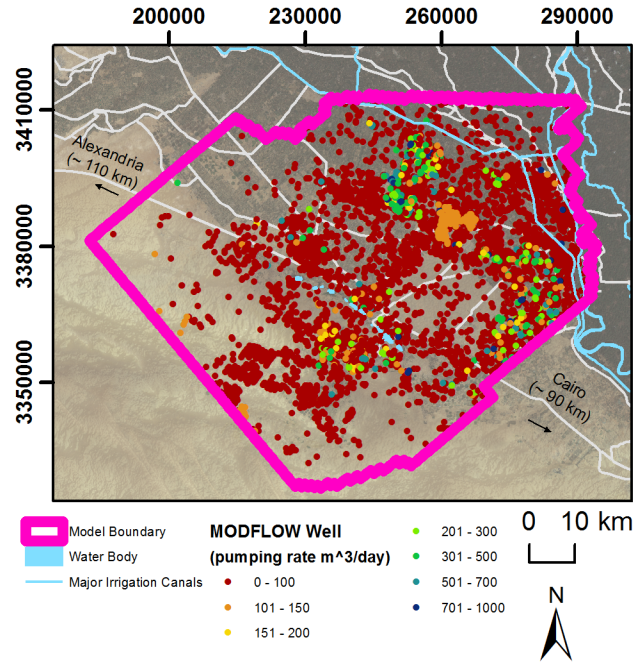 200000 230000 260000 290000
3410000
3380000
3350000
Alexandria
(~ 110 km)
Cairo
(~ 90 km)
Model Boundary
Water Body
Major Irrigation Canals
MODFLOW Well
(pumping rate m^3/day)
0 - 100
101 - 150
151 - 200
201 - 300
301 - 500
501 - 700
701 - 1000
0 10 km
N